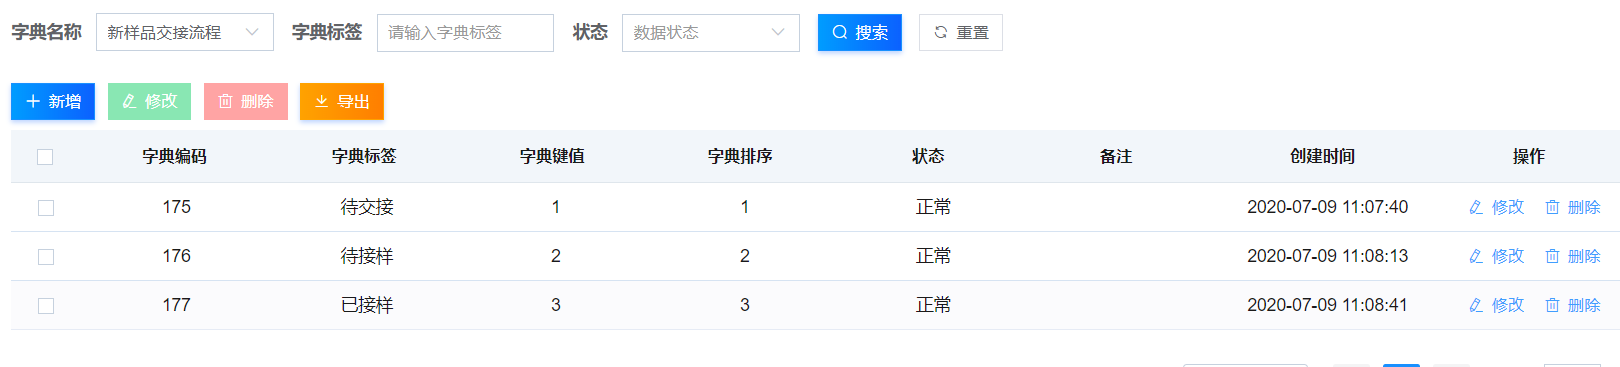 字典名称 新样品交接流程 字典标签 请输入字典标签 状态 数据状态 搜索 重置
新增 修改 删除 导出
字典编码 字典标签 字典键值 字典排序 状态 备注 创建时间 操作
175 待交接 1 1 正常 2020-07-09 11:07:40 修改 删除
176 待接样 2 2 正常 2020-07-09 11:08:13 修改 删除
177 已接样 3 3 正常 2020-07-09 11:08:41 修改 删除